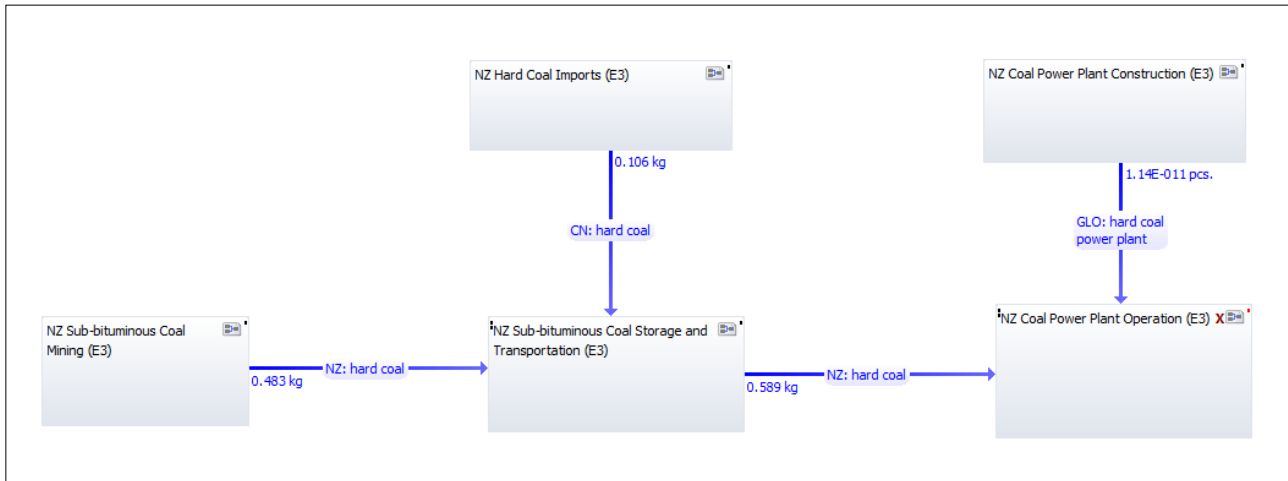 NZ Hard Coal Imports (E3)
NZ Coal Power Plant Construction (E3)
0.106 kg
1.14E-011 pcs.
CN: hard coal
GLO: hard coal
power plant
NZ Sub-bituminous Coal
Mining (E3)
NZ Sub-bituminous Coal Storage and
Transportation (E3)
NZ Coal Power Plant Operation (E3) X
0.483 kg
NZ: hard coal
0.589 kg
NZ: hard coal